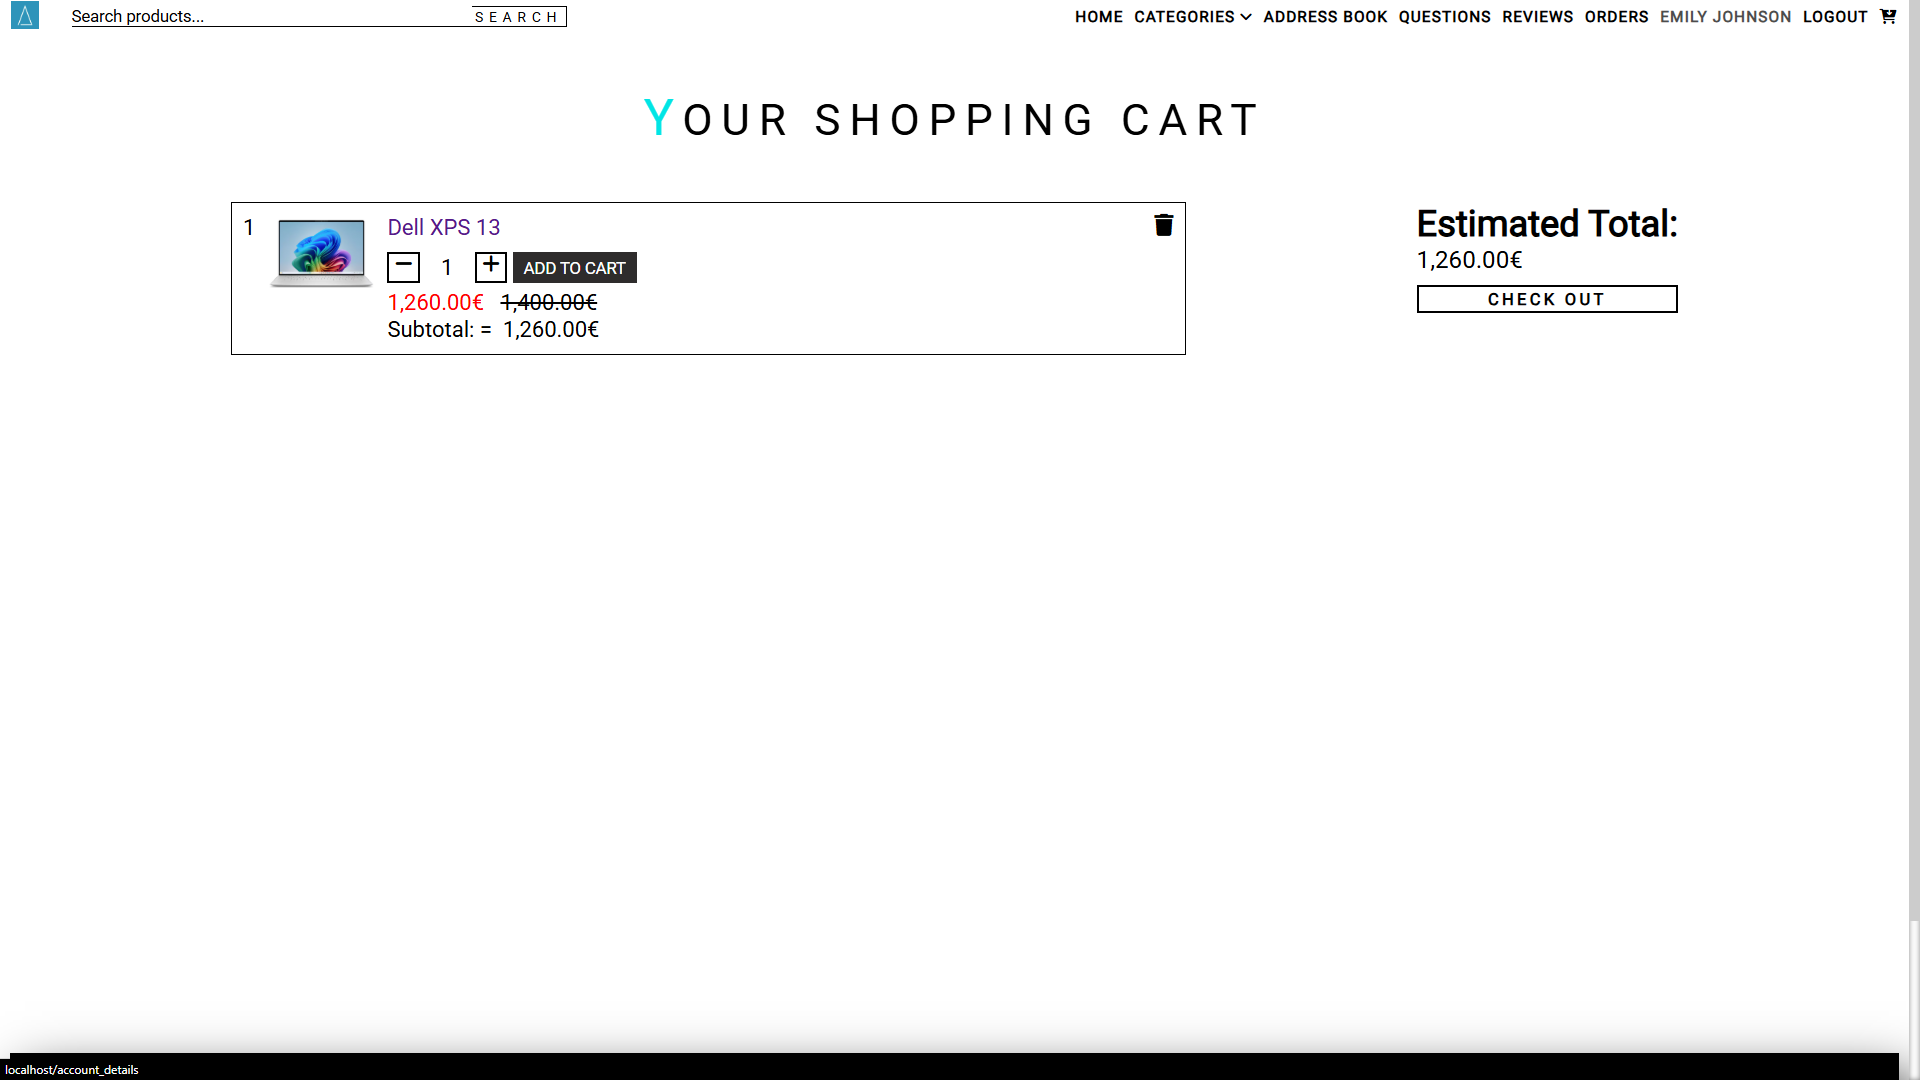 Search products... SEARCH HOME CATEGORIES ADDRESS BOOK QUESTIONS REVIEWS ORDERS EMILY JOHNSON LOGOUT
YOUR SHOPPING CART
1 Dell XPS 13
1 ADD TO CART
1,260.00€ 1,400.00€
Subtotal: = 1,260.00€
Estimated Total:
1,260.00€
CHECK OUT
localhost/account_details